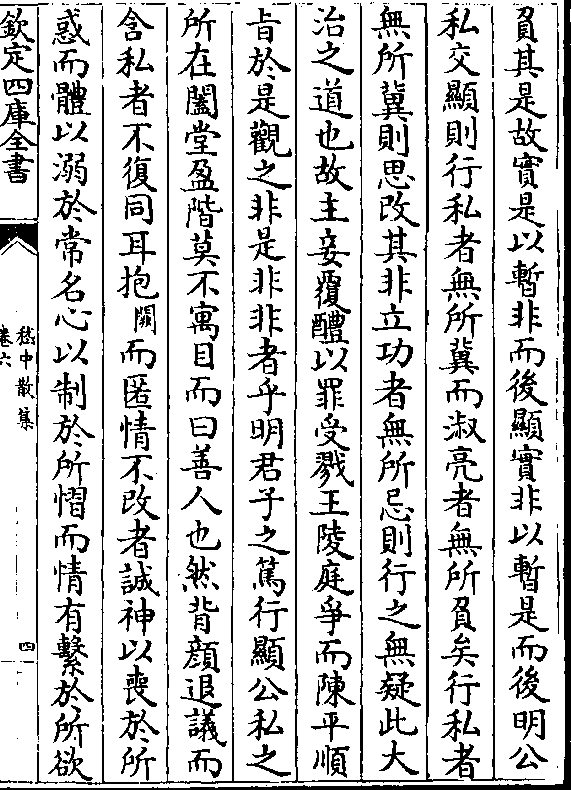 負其是故實是以暫非而後顯實非以暫是而後明公
私交顯則行私者無所冀而淑亮者無所負矣行私者
無所冀則思改其非立功者無所忌則行之無疑此大
治之道也故主妾覆醴以罪受戮王陵庭爭而陳平順
㫖於是觀之非是非非者乎明君子之篤行顯公私之
所在闔堂盈階莫不寓目而曰善人也然背顔退議而
含私者不復同耳抱闕而匿情不改者誠神以喪於所
惑而體以溺於常名心以制於所慴而情有繫於所欲
欽定四庫全書
嵇中散集
卷六
四